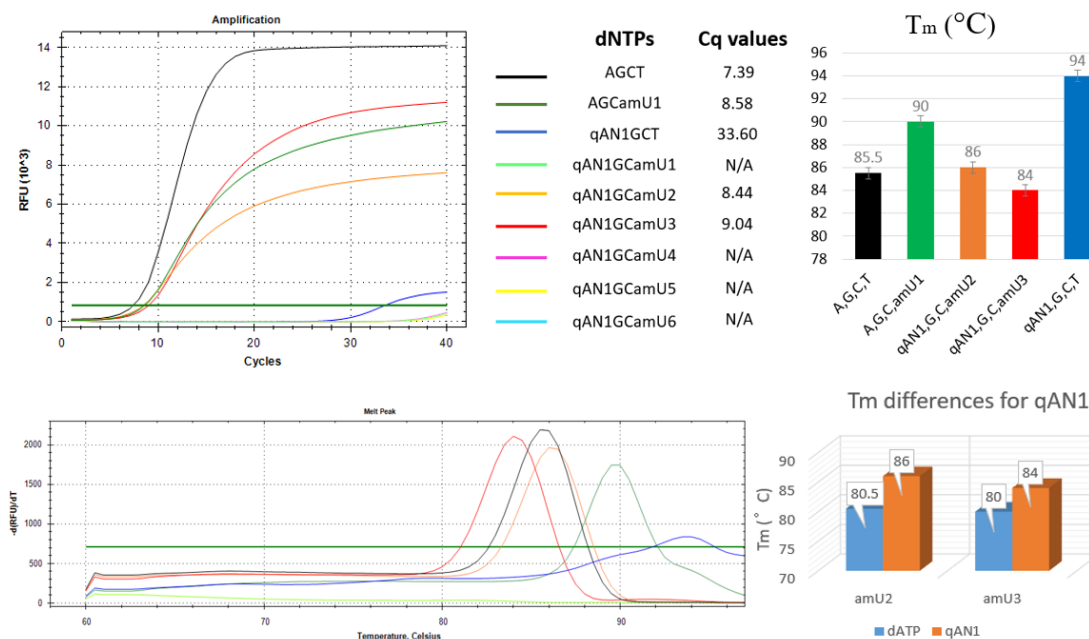 Amplification
14
12
10
8
6
4
2
0
RFU (10^3)
0 10 20 30 40
Cycles
dNTPs Cq values
AGCT 7.39
AGCamU1 8.58
qAN1GCT 33.60
qAN1GCamU1 N/A
qAN1GCamU2 8.44
qAN1GCamU3 9.04
qAN1GCamU4 N/A
qAN1GCamU5 N/A
qAN1GCamU6 N/A
Tm (°C)
96
94
92
90
88
86
84
82
80
78
85.5
90
86
84
94
A,G,C,T
A,G,C,amU1
qAN1,G,C,amU2
qAN1,G,C,amU3
qAN1,G,C,T
Melt Peak
2000
1500
1000
500
0
-d(RFU)/dT
60 70 80 90
Temperature, Celsius
Tm differences for qAN1
90
85
80
75
70
Tm (° C)
80.5
86
80
84
amU2 amU3
dATP qAN1